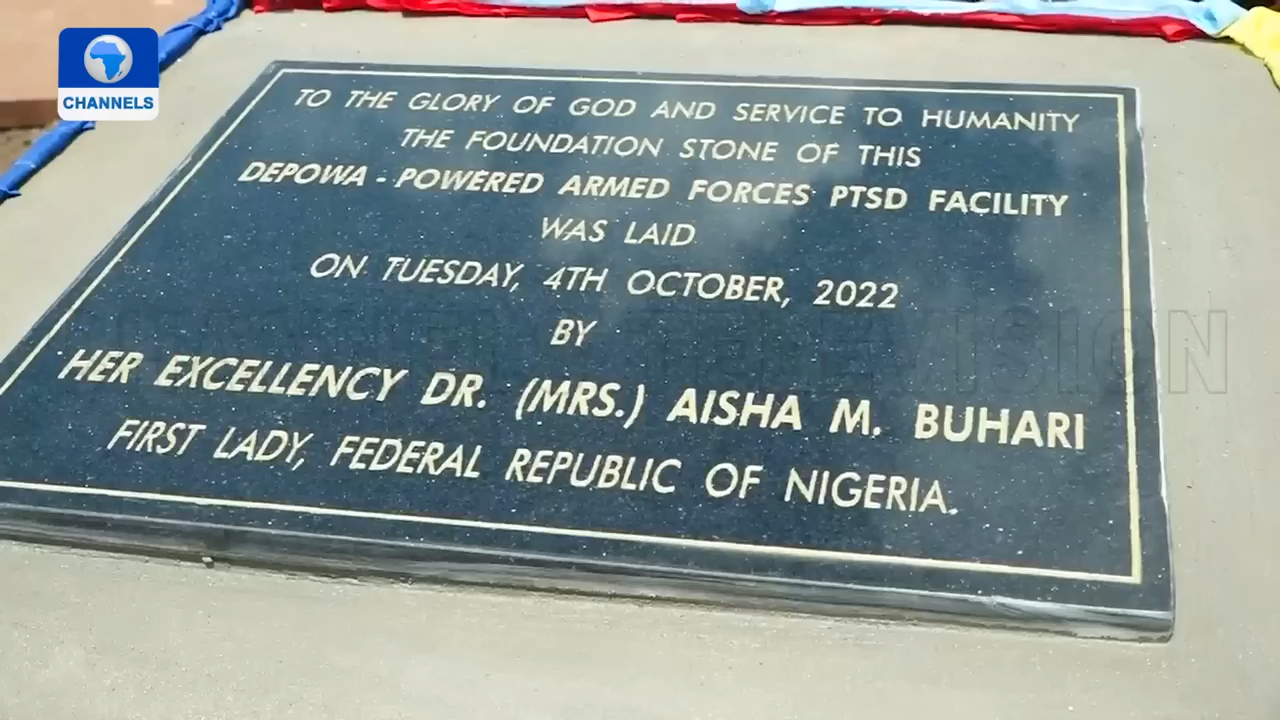 CHANNELS
TO THE GLORY OF GOD AND SERVICE TO HUMANITY
THE FOUNDATION STONE OF THIS
DEPOWA - POWERED ARMED FORCES PTSD FACILITY
WAS LAID
ON TUESDAY, 4TH OCTOBER, 2022
BY
HER EXCELLENCY DR. (MRS.) AISHA M. BUHARI
FIRST LADY, FEDERAL REPUBLIC OF NIGERIA.
TELEVISION